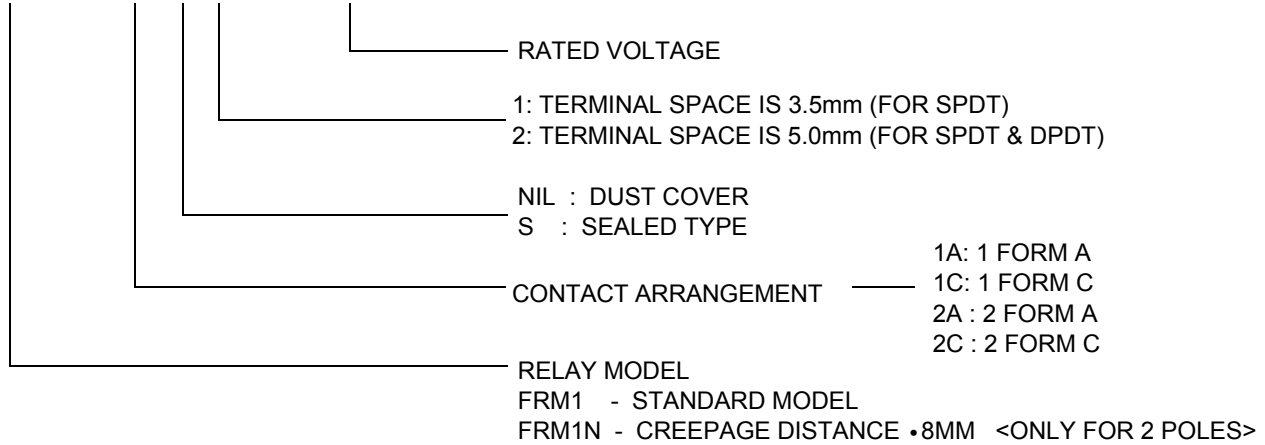 RATED VOLTAGE
1: TERMINAL SPACE IS 3.5mm (FOR SPDT)
2: TERMINAL SPACE IS 5.0mm (FOR SPDT & DPDT)
NIL : DUST COVER
S : SEALED TYPE
CONTACT ARRANGEMENT
1A: 1 FORM A
1C: 1 FORM C
2A : 2 FORM A
2C : 2 FORM C
RELAY MODEL
FRM1 - STANDARD MODEL
FRM1N - CREEPAGE DISTANCE •8MM <ONLY FOR 2 POLES>